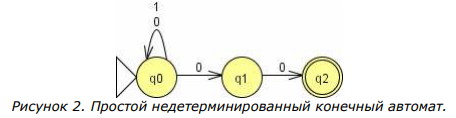 1
0
q0 0 q1 0 q2
Рисунок 2. Простой недетерминированный конечный автомат.